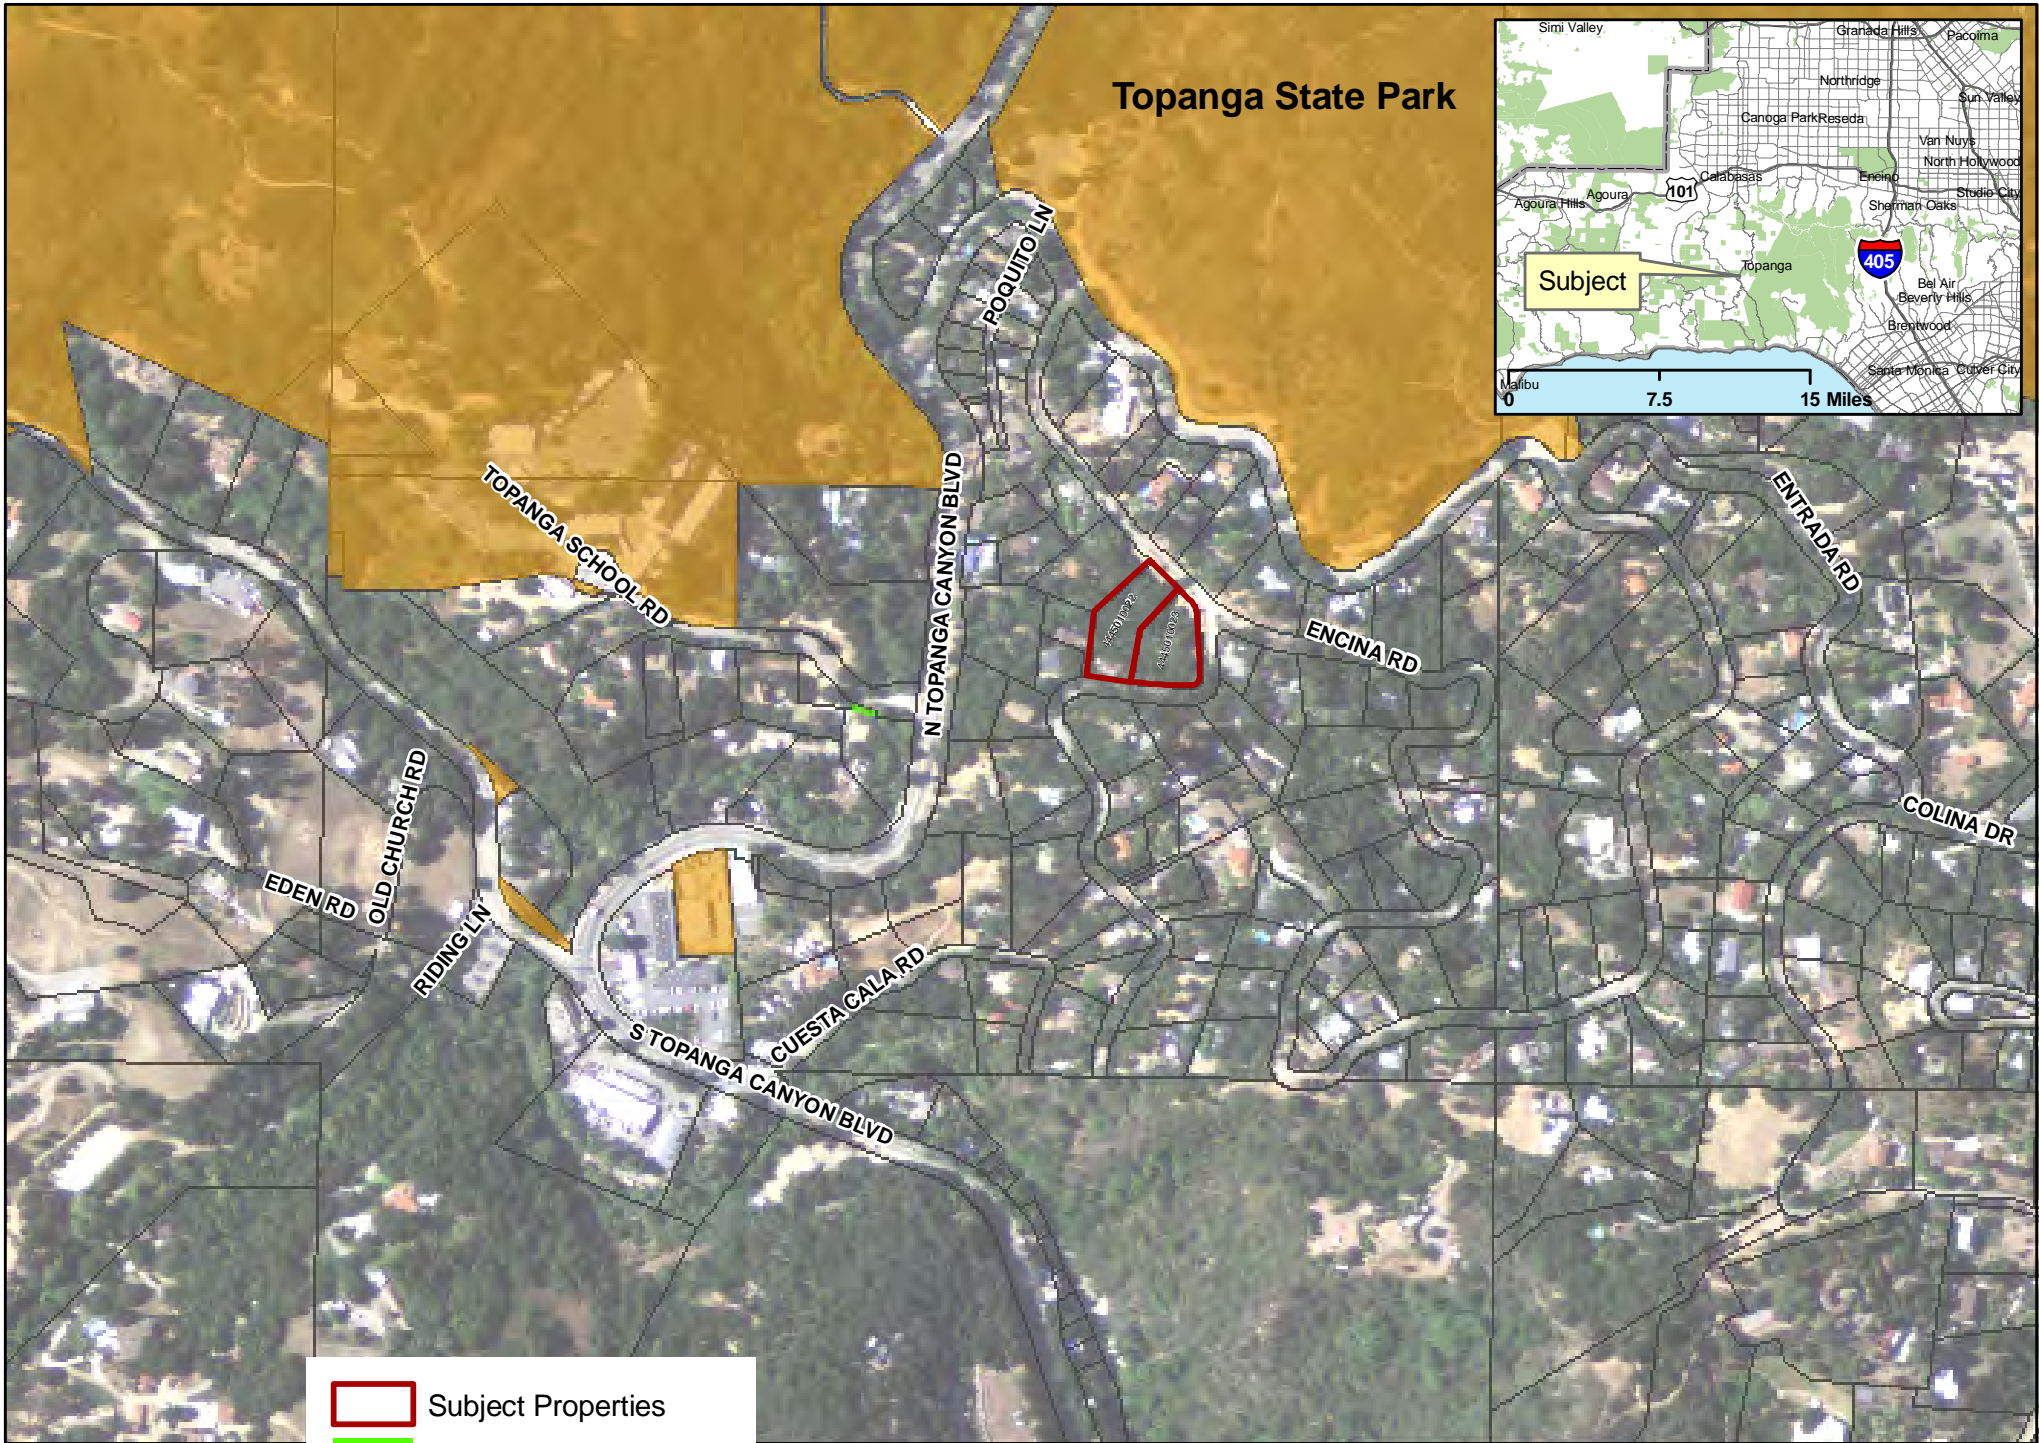 Topanga State Park
Simi Valley
Granada Hills
Pacoima
Northridge
Sun Valley
Canoga Park
Reseda
Van Nuys
North Hollywood
Calabasas
Encino
101
Agoura
Studio City
Agoura Hills
Sherman Oaks
405
Topanga
Subject
Bel Air
Beverly Hills
Brentwood
Santa Monica
Culver City
Malibu
0 7.5 15 Miles
POQUITO LN
TOPANGA SCHOOL RD
N TOPANGA CANYON BLVD
ENTRADA RD
ENCINA RD
COLINA DR
OLD CHURCH RD
EDEN RD
RIDING LN
CUESTA CALA RD
S TOPANGA CANYON BLVD
Subject Properties